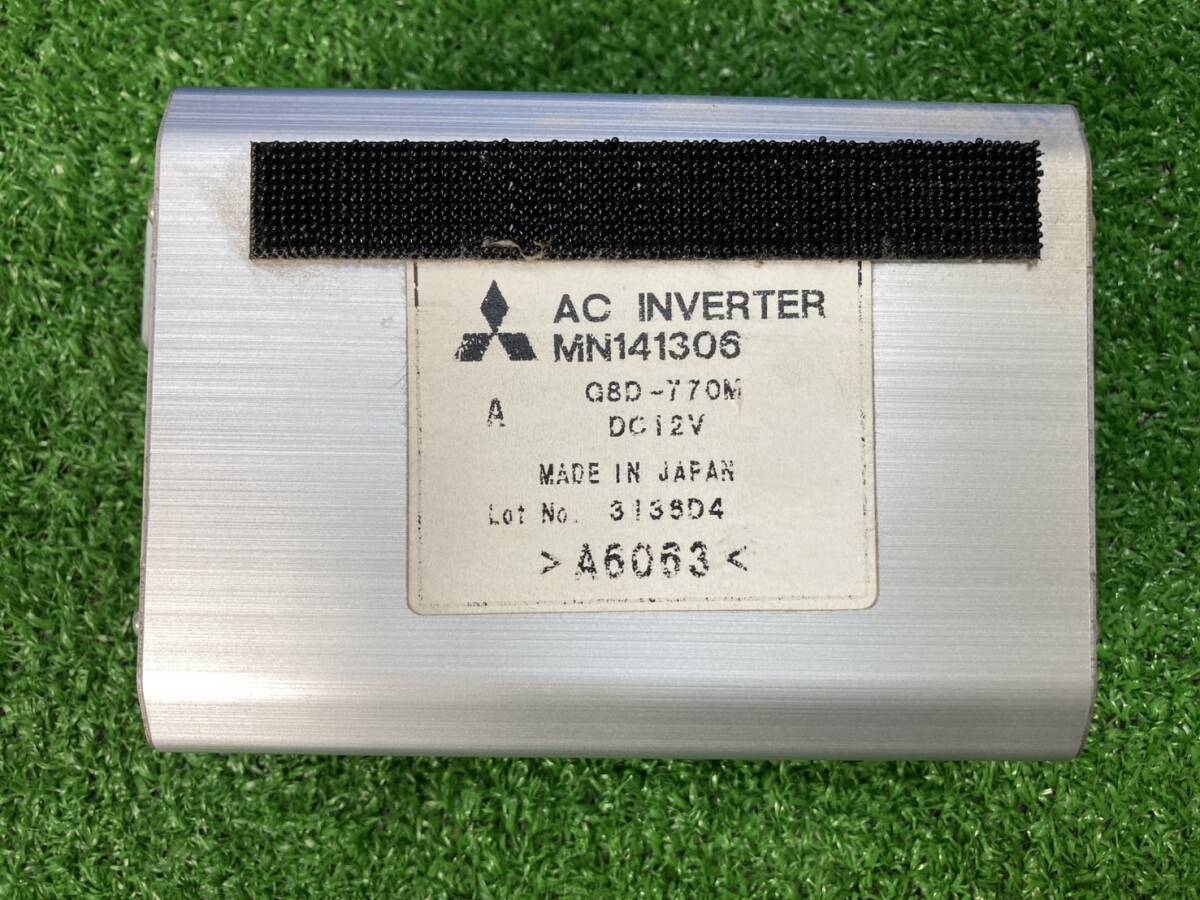 AC INVERTER
MN141306
G8D-770M
A
DC12V
MADE IN JAPAN
Lot No. 3138D4
>A6063<